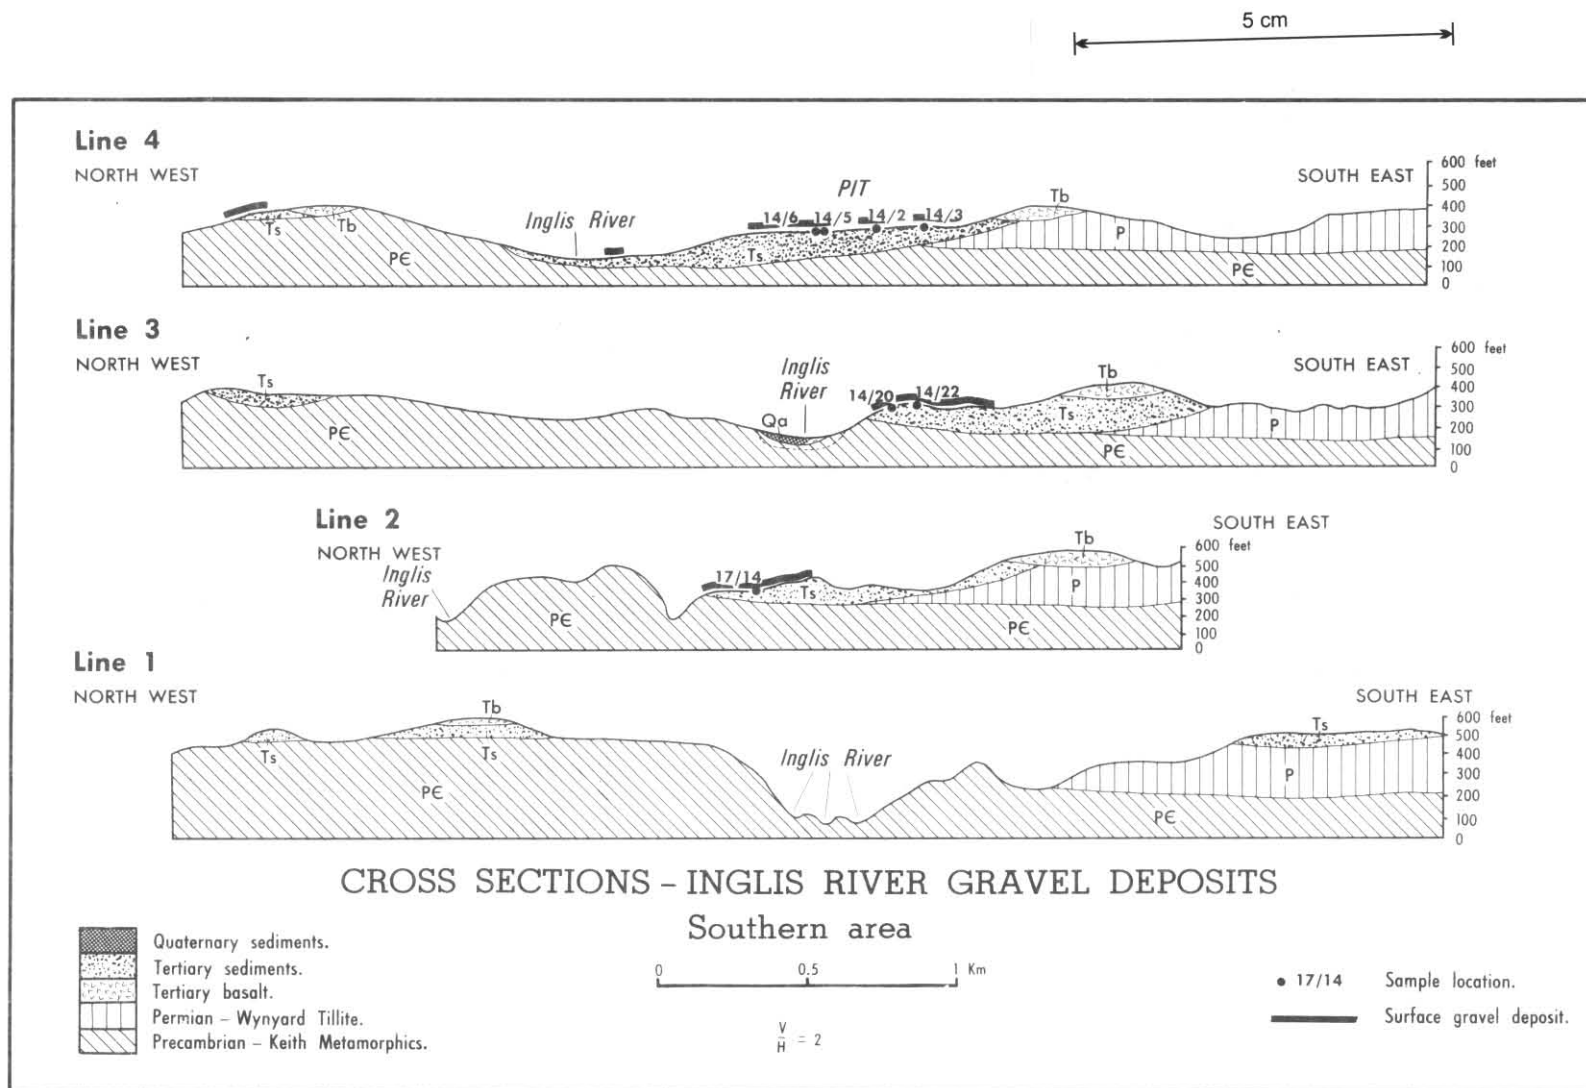 5 cm
Line 4
NORTH WEST
SOUTH EAST
PIT
Inglis River
14/6 14/5 14/2 14/3
Ts Tb PЄ Ts Tb P PЄ
600 feet
500
400
300
200
100
0
Line 3
NORTH WEST
SOUTH EAST
Inglis
River
14/20 14/22
Ts PЄ Qa Ts Tb P PЄ
600 feet
500
400
300
200
100
0
Line 2
NORTH WEST
SOUTH EAST
Inglis
River
17/14
PЄ Ts Tb P PЄ
600 feet
500
400
300
200
100
0
Line 1
NORTH WEST
SOUTH EAST
Inglis River
Ts Tb Ts PЄ Ts P PЄ
600 feet
500
400
300
200
100
0
CROSS SECTIONS – INGLIS RIVER GRAVEL DEPOSITS
Southern area
Quaternary sediments.
Tertiary sediments.
Tertiary basalt.
Permian – Wynyard Tillite.
Precambrian – Keith Metamorphics.
0 0.5 1 Km
V
H = 2
17/14 Sample location.
Surface gravel deposit.